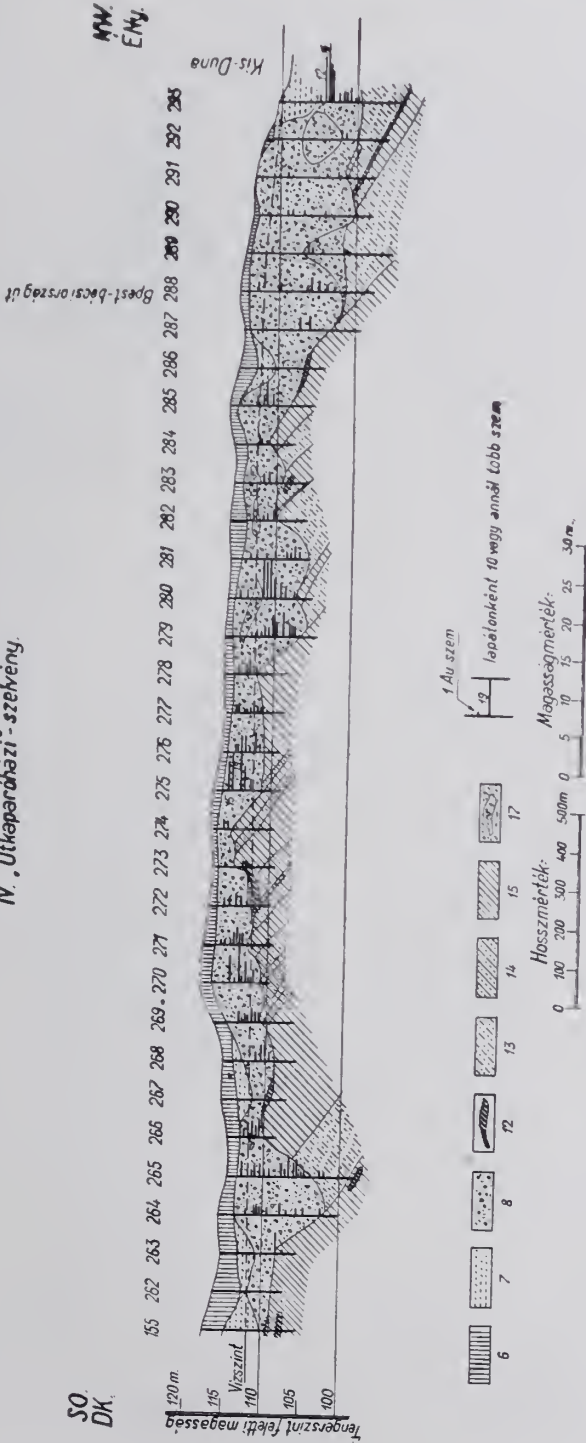 IV. „Útkaparóházi”-szelvény.
SO.
DK.
NW.
ÉNy.
Bpest-bécsiországút
Kis-Duna
155 262 263 264 265 266 267 268 269 270 271 272 273 274 275 276 277 278 279 280 281 282 283 284 285 286 287 288 289 290 291 292
Tengerszint feletti magasság
120 m.
115
110
105
100
Vízszint
6 7 8 12 13 14 15 17
1 Au szem
12
lapátonként 10 vagy annál több szem
Hosszmérték:
0 100 200 300 400 500m
Magasságmérték:
0 5 10 15 20 25 30 m.